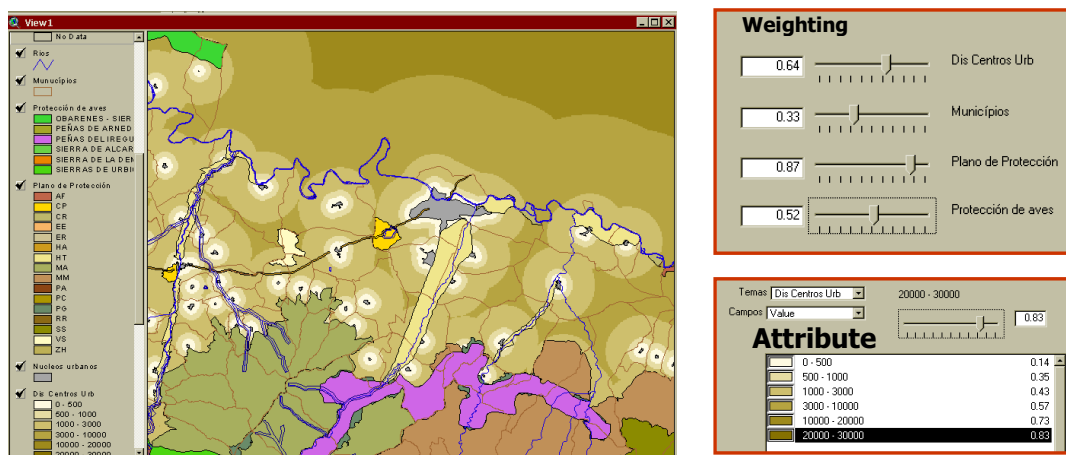 View1
No Data
Rios
Municipios
Protección de aves
OBARENES - SIER
PEÑAS DE ARNED
PEÑAS DEL IREGU
SIERRA DE ALCAR
SIERRA DE LA DEM
SIERRAS DE URBI
Plano de Protección
AF
CP
CR
EE
ER
HA
HT
MA
MM
PA
PC
PG
RR
SS
VS
ZH
Nucleos urbanos
Dis Centros Urb
0 - 500
500 - 1000
1000 - 3000
3000 - 10000
10000 - 20000
20000 - 30000
Weighting
0.64 Dis Centros Urb
0.33 Municípios
0.87 Plano de Protección
0.52 Protección de aves
Temas Dis Centros Urb 20000 - 30000
Campos Value 0.83
Attribute
0 - 500 0.14
500 - 1000 0.35
1000 - 3000 0.43
3000 - 10000 0.57
10000 - 20000 0.73
20000 - 30000 0.83